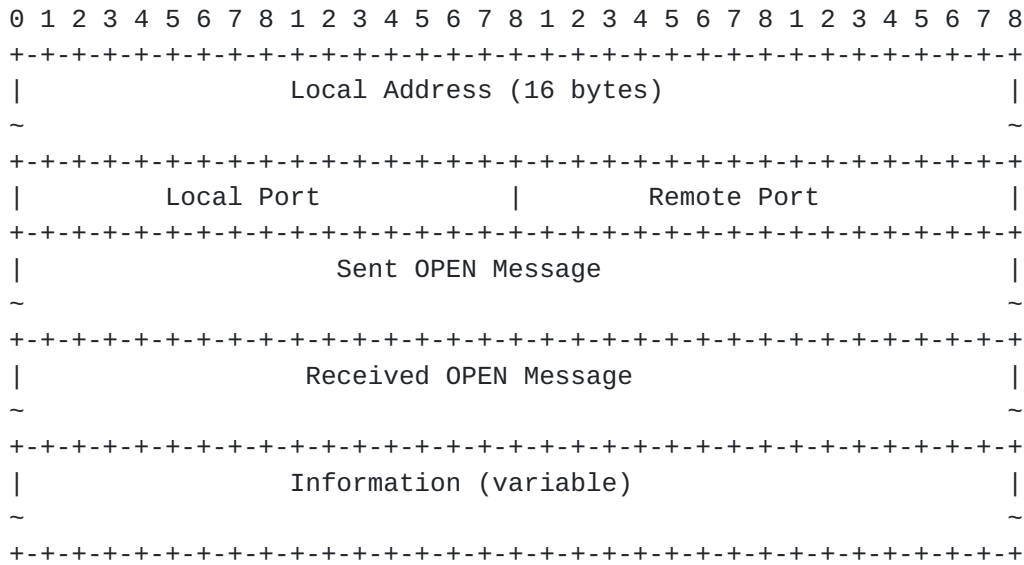 0 1 2 3 4 5 6 7 8 1 2 3 4 5 6 7 8 1 2 3 4 5 6 7 8 1 2 3 4 5 6 7 8
+-+-+-+-+-+-+-+-+-+-+-+-+-+-+-+-+-+-+-+-+-+-+-+-+-+-+-+-+-+-+-+-+
|                 Local Address (16 bytes)                      |
~                                                               ~
+-+-+-+-+-+-+-+-+-+-+-+-+-+-+-+-+-+-+-+-+-+-+-+-+-+-+-+-+-+-+-+-+
|         Local Port            |        Remote Port            |
+-+-+-+-+-+-+-+-+-+-+-+-+-+-+-+-+-+-+-+-+-+-+-+-+-+-+-+-+-+-+-+-+
|                    Sent OPEN Message                          |
~                                                               ~
+-+-+-+-+-+-+-+-+-+-+-+-+-+-+-+-+-+-+-+-+-+-+-+-+-+-+-+-+-+-+-+-+
|                  Received OPEN Message                        |
~                                                               ~
+-+-+-+-+-+-+-+-+-+-+-+-+-+-+-+-+-+-+-+-+-+-+-+-+-+-+-+-+-+-+-+-+
|                 Information (variable)                        |
~                                                               ~
+-+-+-+-+-+-+-+-+-+-+-+-+-+-+-+-+-+-+-+-+-+-+-+-+-+-+-+-+-+-+-+-+